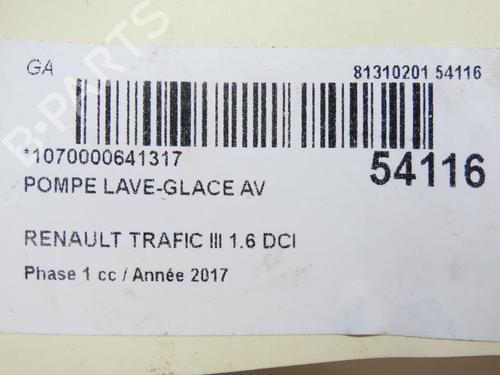 GA
81310201 54116
*1070000641317
54116
POMPE LAVE-GLACE AV
RENAULT TRAFIC III 1.6 DCI
Phase 1 cc / Année 2017
B-PARTS